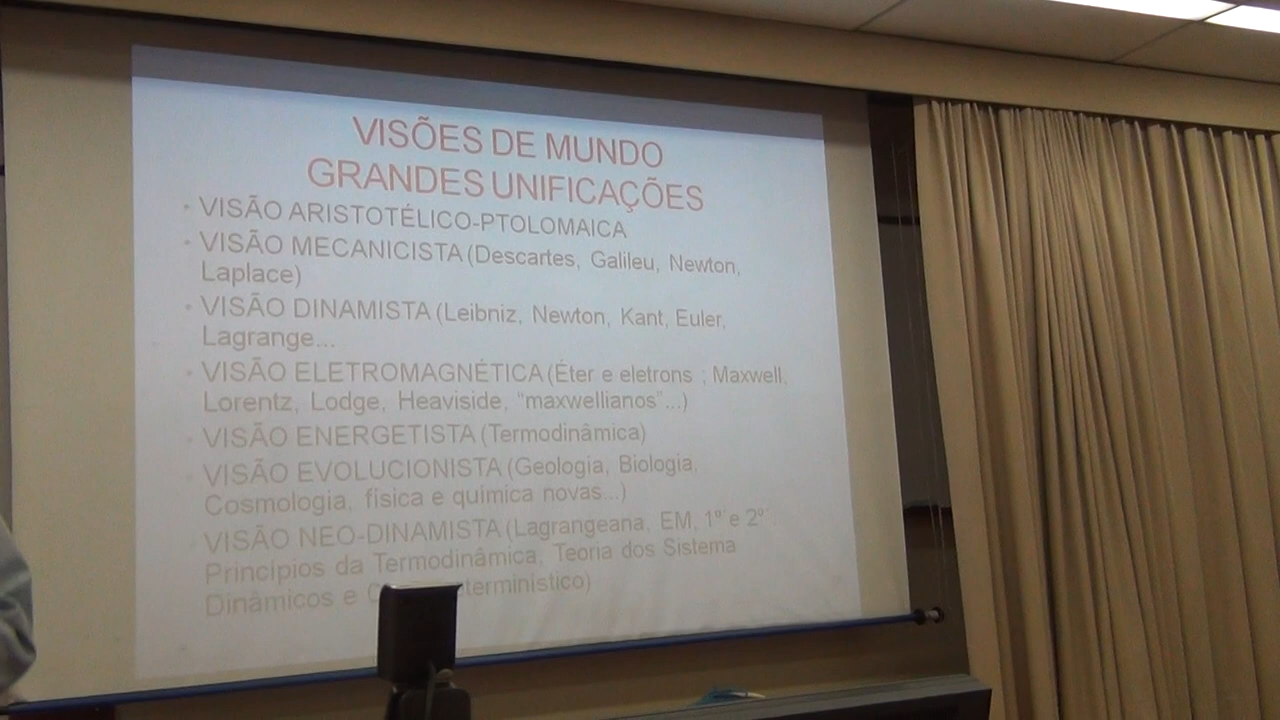 VISÕES DE MUNDO
GRANDES UNIFICAÇÕES
• VISÃO ARISTOTÉLICO-PTOLOMAICA
• VISÃO MECANICISTA (Descartes, Galileu, Newton,
Laplace)
• VISÃO DINAMISTA (Leibniz, Newton, Kant, Euler,
Lagrange...
• VISÃO ELETROMAGNÉTICA (Éter e eletrons ; Maxwell,
Lorentz, Lodge, Heaviside, “maxwellianos”...)
• VISÃO ENERGETISTA (Termodinâmica)
• VISÃO EVOLUCIONISTA (Geologia, Biologia,
Cosmologia, física e química novas...)
VISÃO NEO-DINAMISTA (Lagrangeana, EM, 1º e 2º
Princípios da Termodinâmica, Teoria dos Sistema
Dinâmicos e